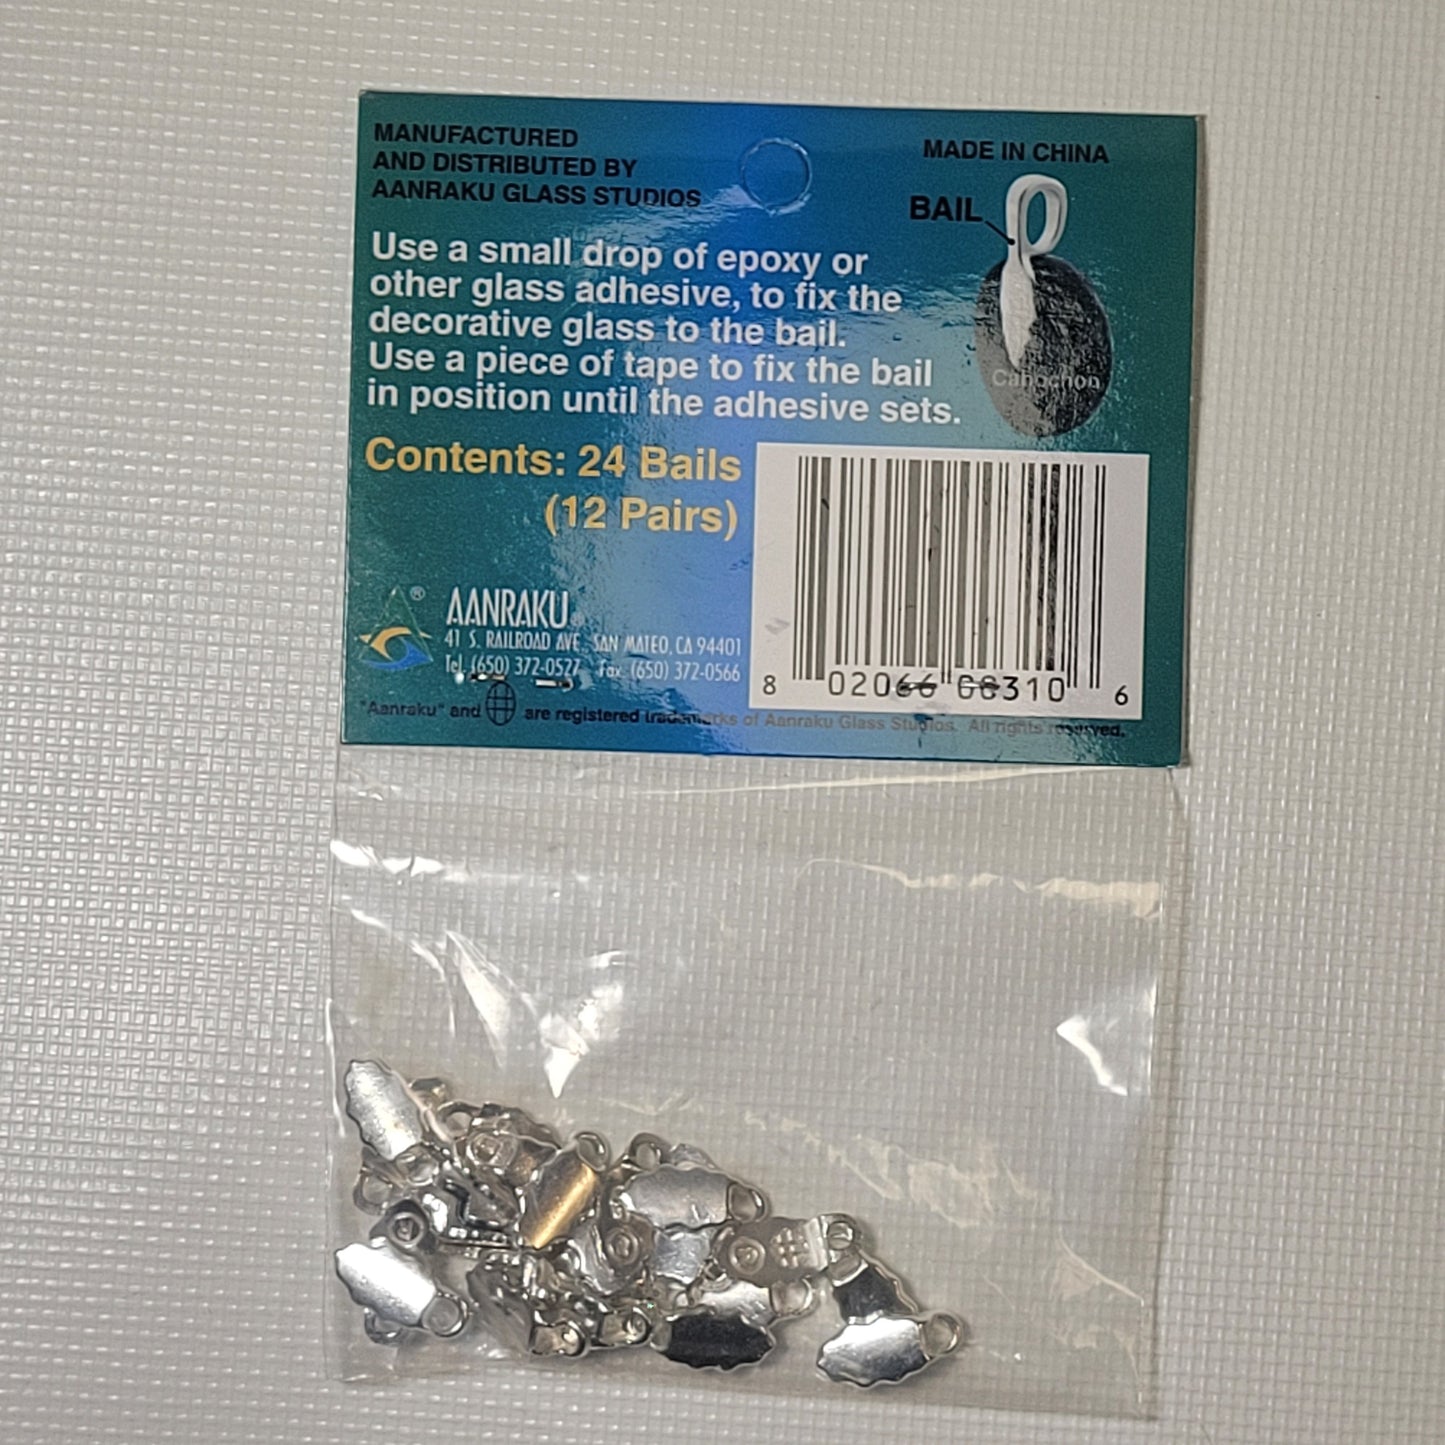 MANUFACTURED
AND DISTRIBUTED BY
AANRAKU GLASS STUDIOS
MADE IN CHINA
BAIL
Cabochon
Use a small drop of epoxy or
other glass adhesive, to fix the
decorative glass to the bail.
Use a piece of tape to fix the bail
in position until the adhesive sets.
Contents: 24 Bails
(12 Pairs)
®
AANRAKU®
41 S. RAILROAD AVE., SAN MATEO, CA 94401
Tel. (650) 372-0527 Fax (650) 372-0566
8 02066 08310 6
"Aanraku" and are registered trademarks of Aanraku Glass Studios. All rights reserved.